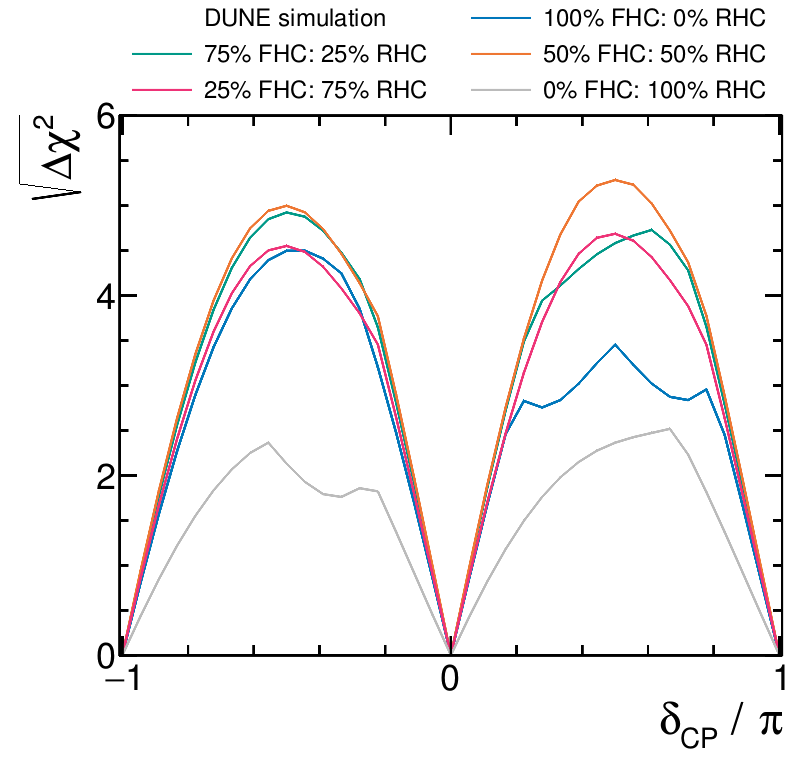 DUNE simulation
100% FHC: 0% RHC
75% FHC: 25% RHC
50% FHC: 50% RHC
25% FHC: 75% RHC
0% FHC: 100% RHC
√Δχ²
6
4
2
0
−1
0
1
δCP / π